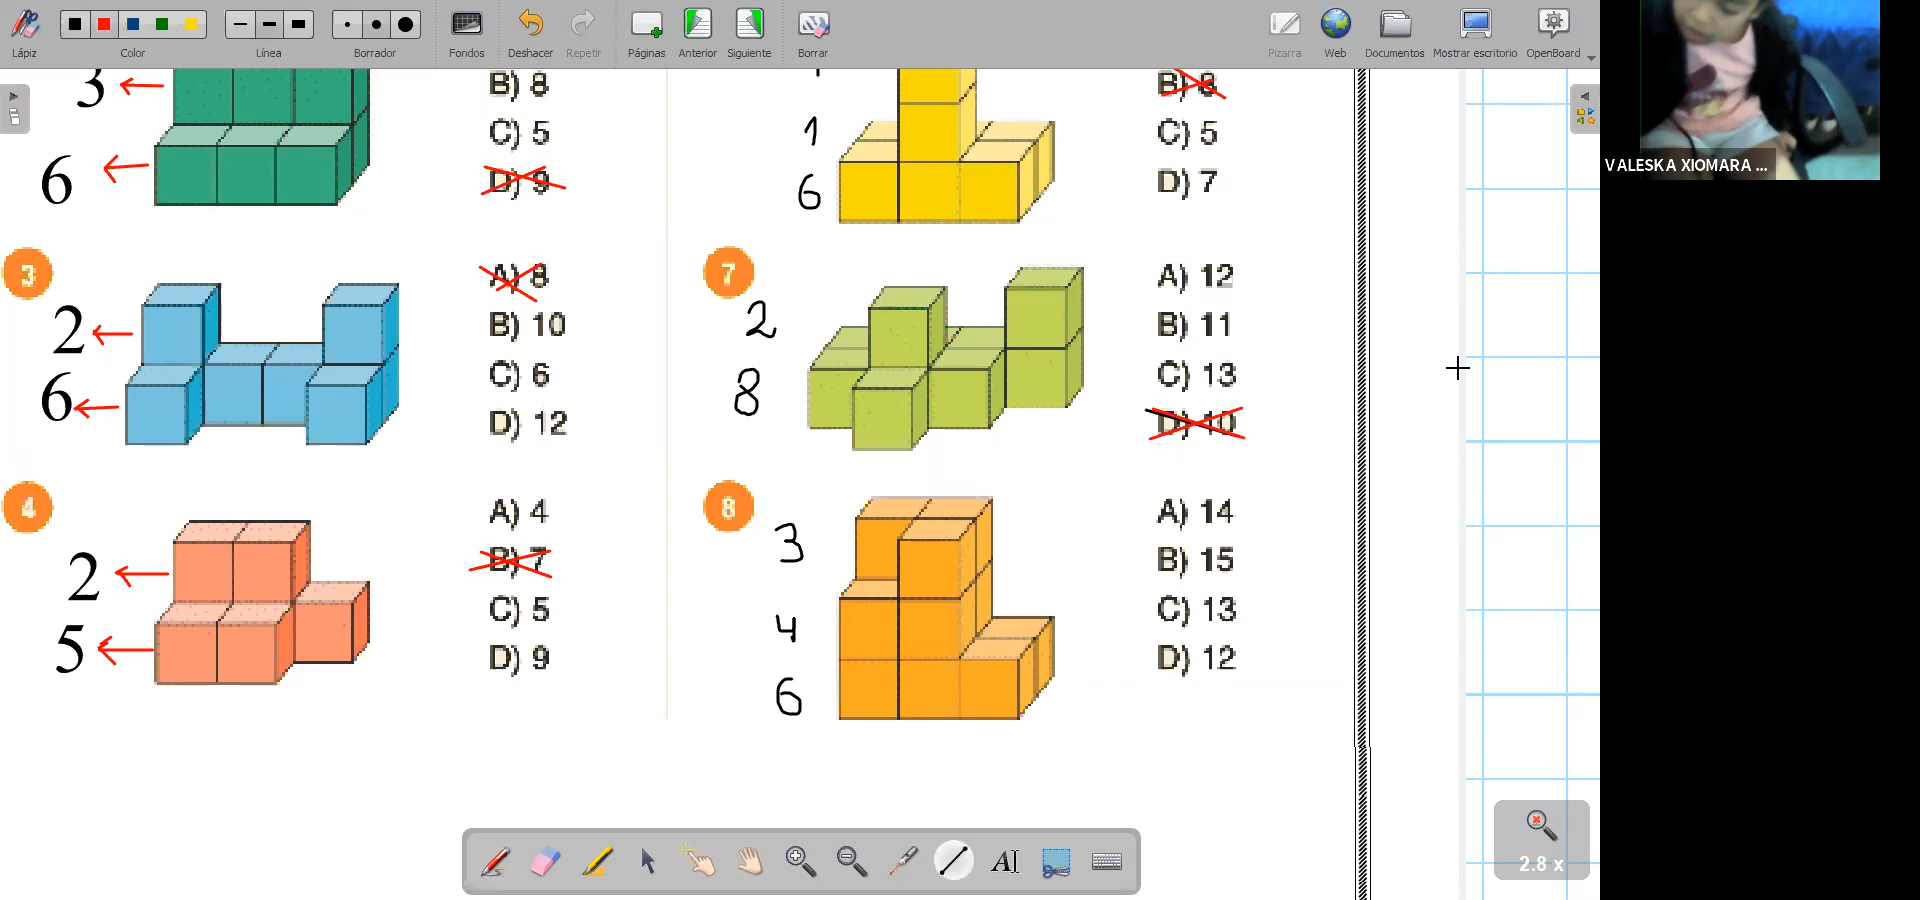 Lápiz Color Línea Borrador Fondos Deshacer Repetir Páginas Anterior Siguiente Borrar Pizarra Web Documentos Mostrar escritorio OpenBoard
VALESKA XIOMARA ...
3
6
B) 8
C) 5
D) 9
3
2
6
A) 8
B) 10
C) 6
D) 12
4
2
5
A) 4
B) 7
C) 5
D) 9
1
6
B) 8
C) 5
D) 7
7
2
8
A) 12
B) 11
C) 13
D) 10
8
3
4
6
A) 14
B) 15
C) 13
D) 12
2.8 x